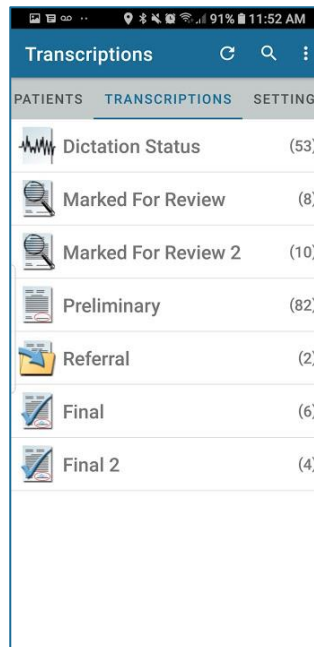 91% 11:52 AM
Transcriptions
PATIENTS TRANSCRIPTIONS SETTING
Dictation Status (53)
Marked For Review (8)
Marked For Review 2 (10)
Preliminary (82)
Referral (2)
Final (6)
Final 2 (4)